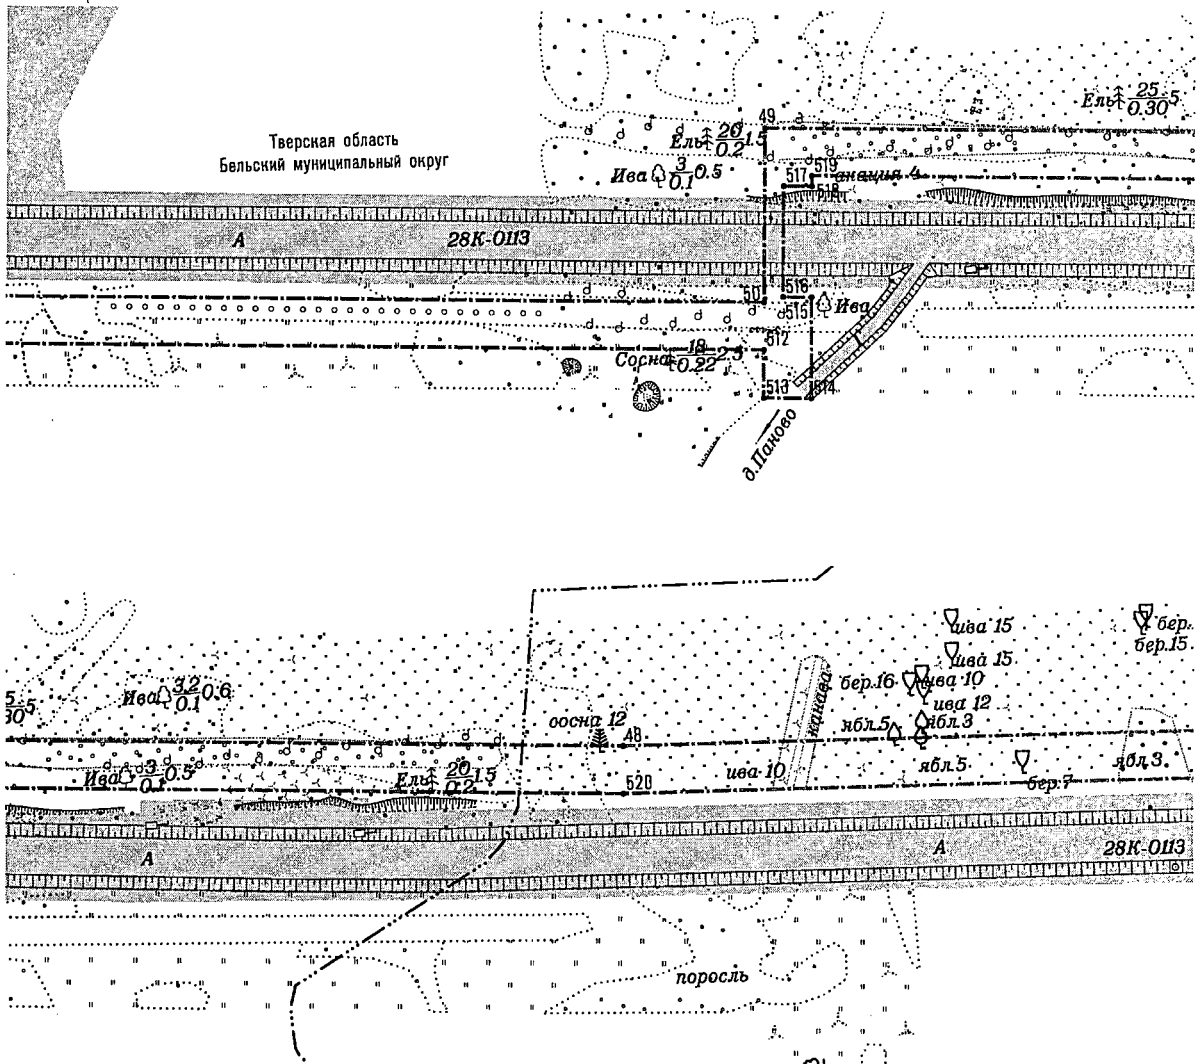 Тверская область
Бельский муниципальный округ
49
Ель 20 0.2 1.5
Ель 25 0.30 5
Ива 3 0.1 0.5
517
519
518
А
28К-0113
516
515
Ива
512
Сосна 18 0.22 2.5
513
514
д.Паново
ива 15
бер.
бер.15
ива 15
Ива 3.2 0.1 0.6
бер.16
ива 10
ива 12
канава
ябл.5
ябл.3
сосна 12
48
Ива 3 0.1 0.5
Ель 20 0.2 1.5
ива 10
ябл.5
ябл.3
520
бер.7
А
А
28К-0113
поросль